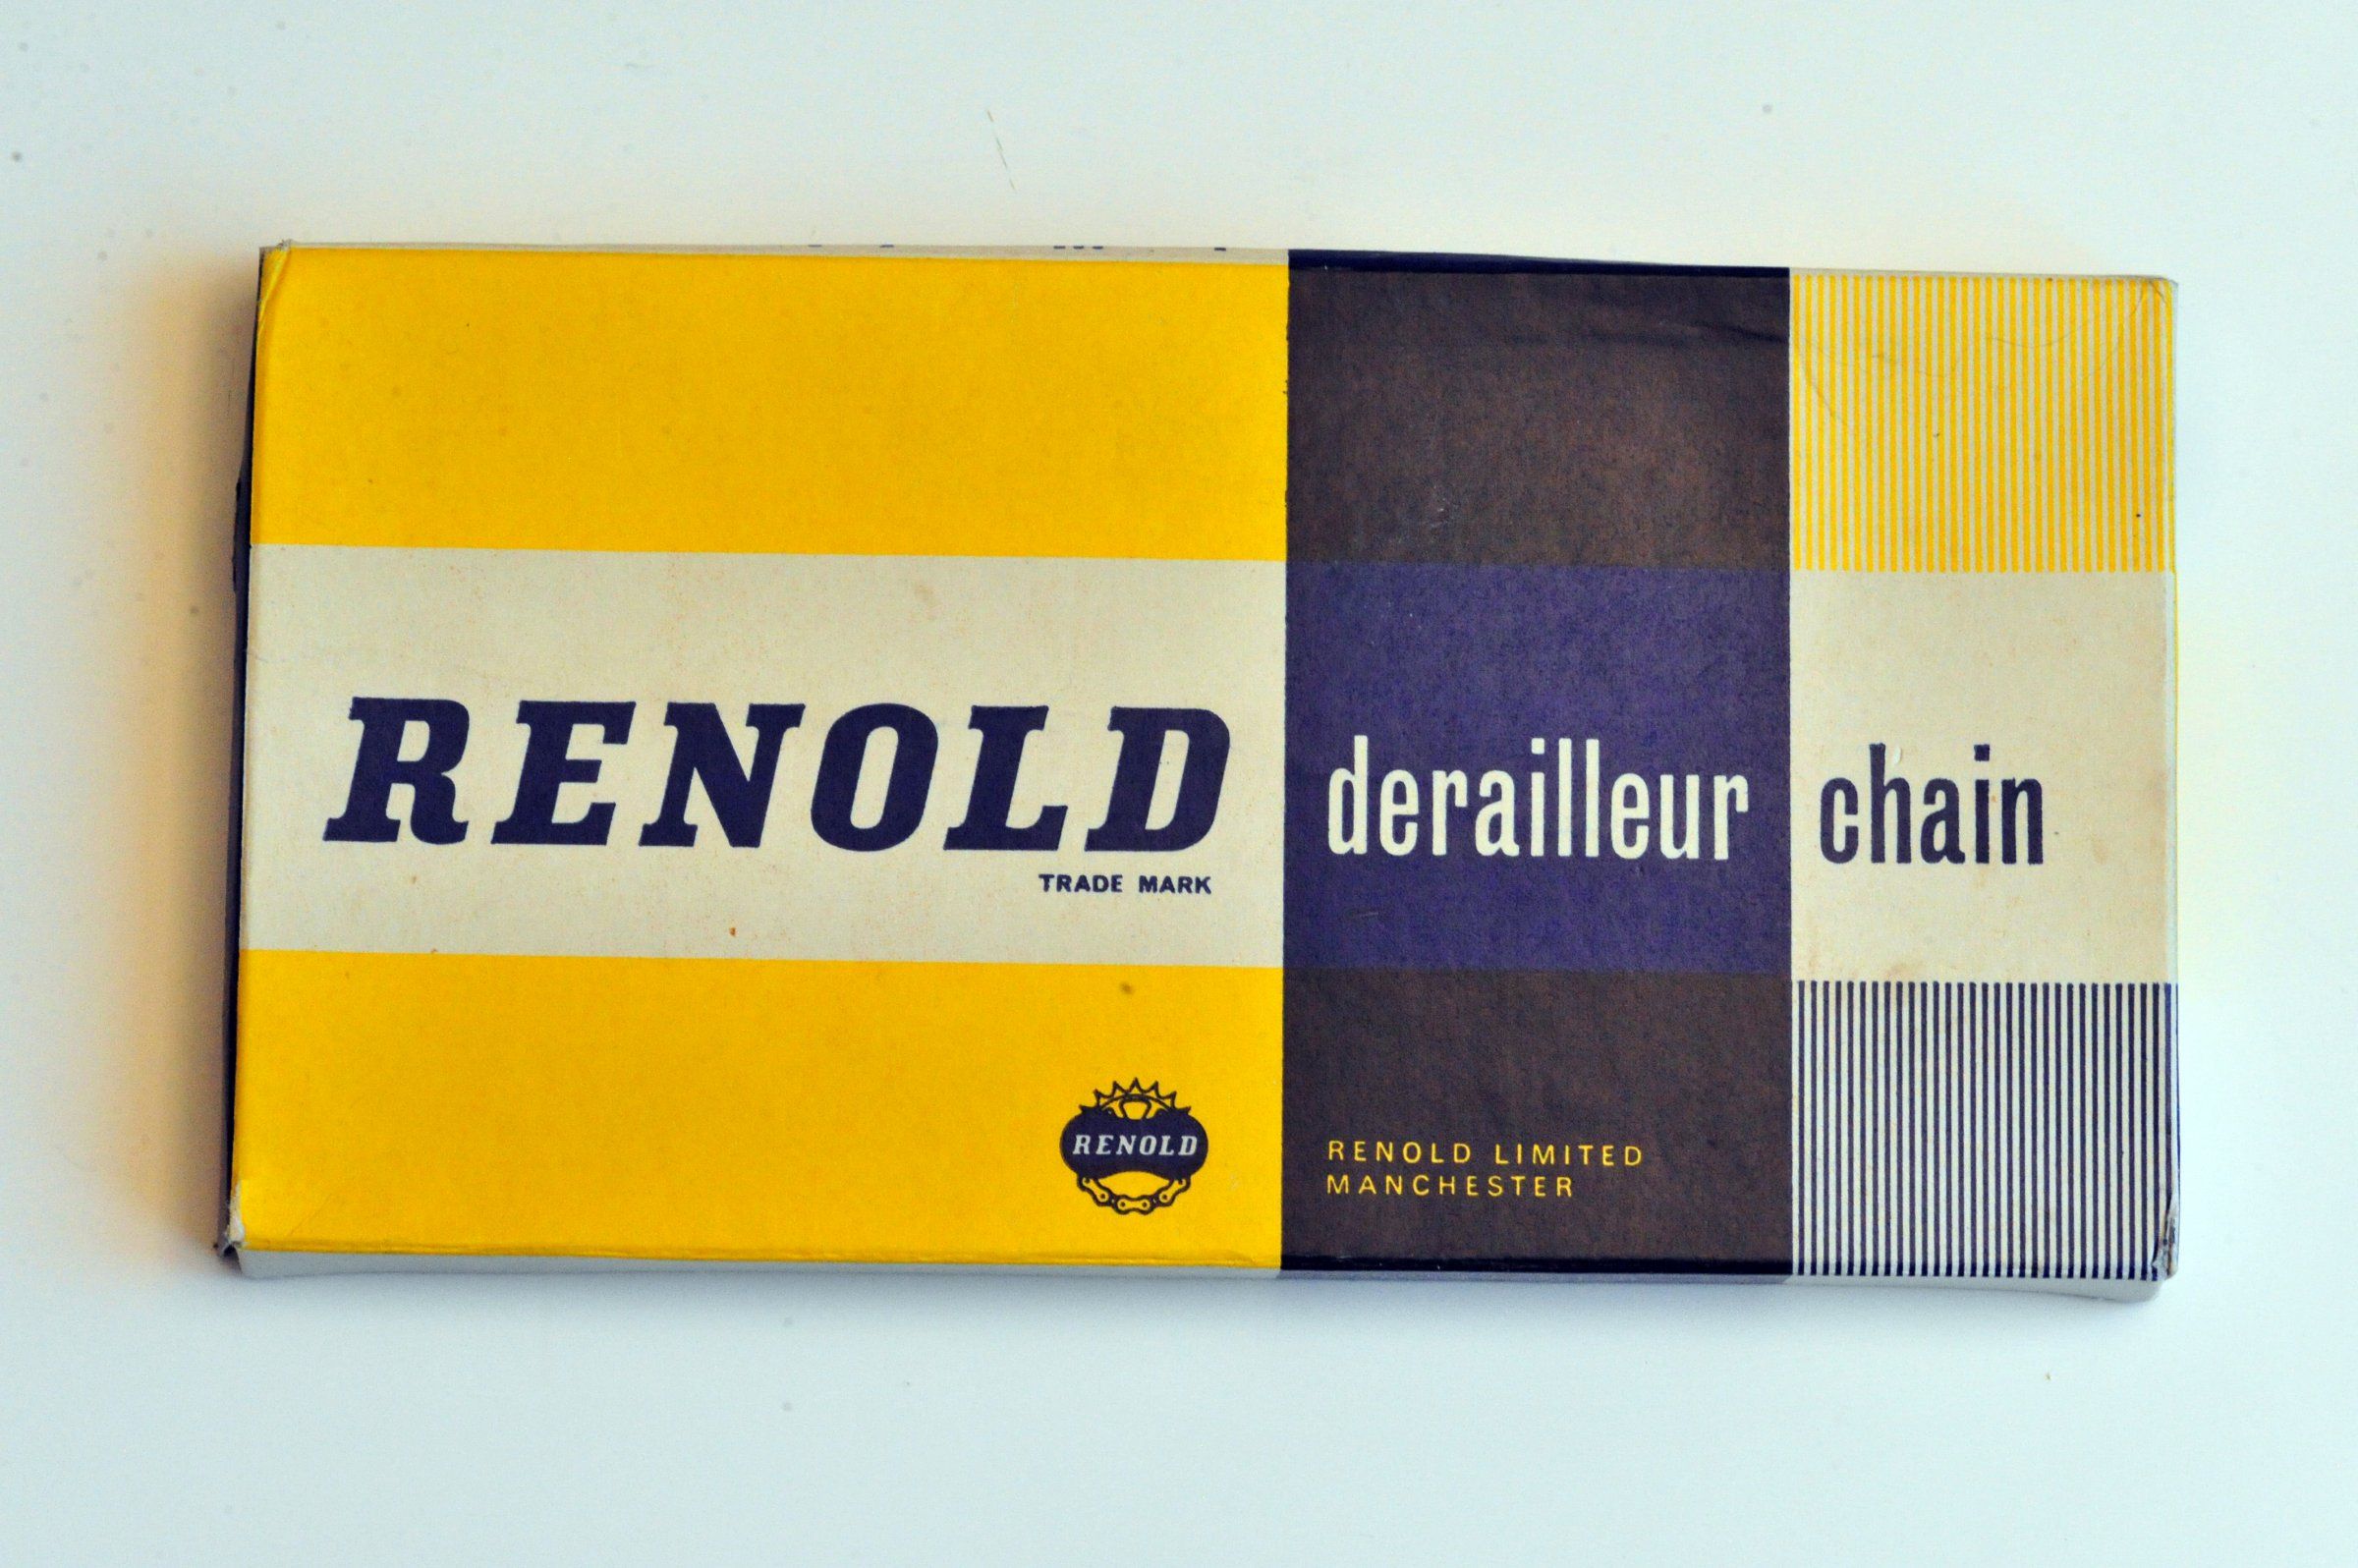 RENOLD derailleur chain
TRADE MARK
RENOLD
RENOLD LIMITED
MANCHESTER